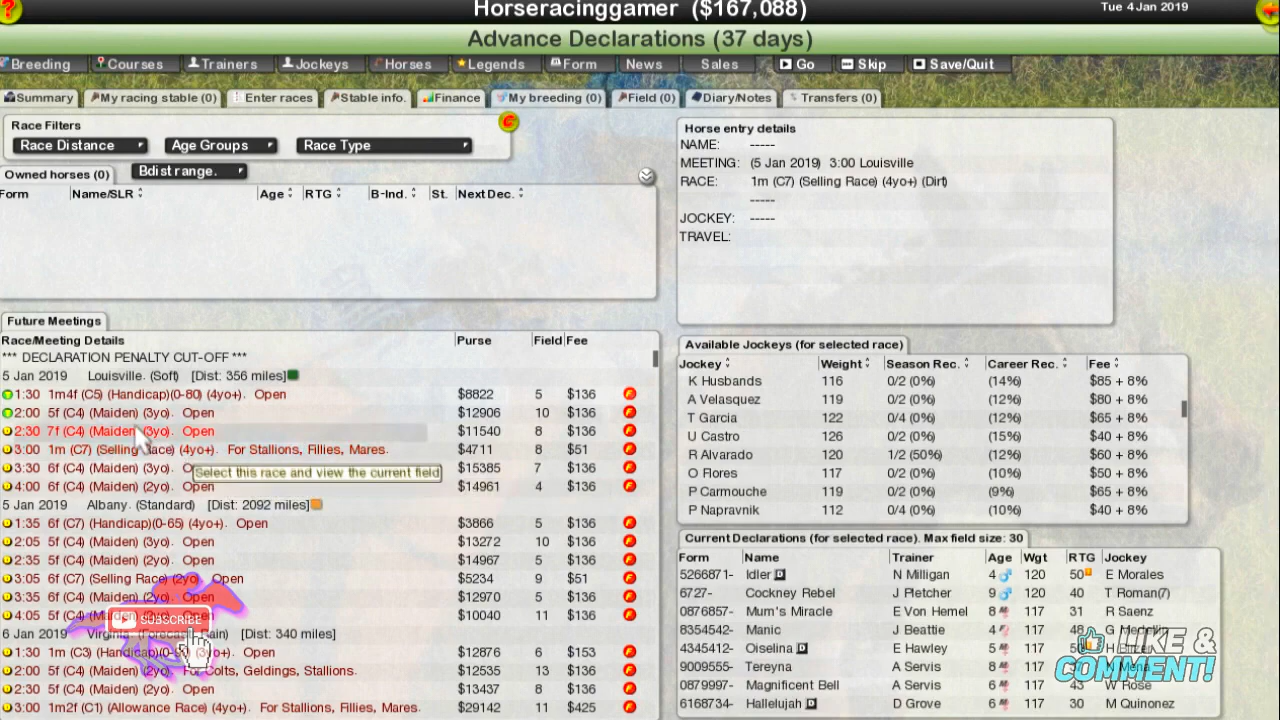 Horseracinggamer ($167,088)
Tue 4 Jan 2019
Advance Declarations (37 days)
Breeding Courses Trainers Jockeys Horses Legends Form News Sales Go Skip Save/Quit
Summary My racing stable (0) Enter races Stable info. Finance My breeding (0) Field (0) Diary/Notes Transfers (0)
Race Filters
Race Distance Age Groups Race Type
Owned horses (0) Bdist range.
Form Name/SLR Age RTG B-Ind. St. Next Dec.
Horse entry details
NAME: -----
MEETING: (5 Jan 2019) 3:00 Louisville
RACE: 1m (C7) (Selling Race) (4yo+) (Dirt)
-----
JOCKEY: -----
TRAVEL:
Future Meetings
Race/Meeting Details Purse Field Fee
*** DECLARATION PENALTY CUT-OFF ***
5 Jan 2019 Louisville. (Soft) [Dist: 356 miles]
1:30 1m4f (C5) (Handicap)(0-80) (4yo+). Open $8822 5 $136
2:00 5f (C4) (Maiden) (3yo). Open $12906 10 $136
2:30 7f (C4) (Maiden) (3yo). Open $11540 8 $136
3:00 1m (C7) (Selling Race) (4yo+). For Stallions, Fillies, Mares. $4711 8 $51
3:30 6f (C4) (Maiden) (3yo). $15385 7 $136
Select this race and view the current field
4:00 6f (C4) (Maiden) (2yo). Open $14961 4 $136
5 Jan 2019 Albany. (Standard) [Dist: 2092 miles]
1:35 6f (C7) (Handicap)(0-65) (4yo+). Open $3866 5 $136
2:05 5f (C4) (Maiden) (3yo). Open $13272 10 $136
2:35 5f (C4) (Maiden) (2yo). Open $14967 5 $136
3:05 6f (C7) (Selling Race) (2yo). Open $5234 9 $51
3:35 6f (C4) (Maiden) (2yo). Open $12970 5 $136
4:05 5f (C4) Open $10040 11 $136
SUBSCRIBE
6 Jan 2019 Virginia. (Forecast: Rain) [Dist: 340 miles]
1:30 1m (C3) (3yo+). Open $12876 6 $153
2:00 5f (C4) (Maiden) (2yo). For Colts, Geldings, Stallions. $12535 13 $136
2:30 5f (C4) (Maiden) (2yo). Open $13437 8 $136
3:00 1m2f (C1) (Allowance Race) (4yo+). For Stallions, Fillies, Mares. $29142 11 $425
Available Jockeys (for selected race)
Jockey Weight Season Rec. Career Rec. Fee
K Husbands 116 0/2 (0%) (14%) $85 + 8%
A Velasquez 119 0/2 (0%) (12%) $80 + 8%
T Garcia 122 0/4 (0%) (12%) $65 + 8%
U Castro 126 0/2 (0%) (15%) $40 + 8%
R Alvarado 120 1/2 (50%) (12%) $60 + 8%
O Flores 117 0/2 (0%) (10%) $50 + 8%
P Carmouche 119 0/2 (0%) (9%) $65 + 8%
P Napravnik 112 0/4 (0%) (10%) $40 + 8%
Current Declarations (for selected race). Max field size: 30
Form Name Trainer Age Wgt RTG Jockey
5266871- Idler D N Milligan 4 120 50 E Morales
6727- Cockney Rebel J Pletcher 9 120 40 T Roman(7)
0876857- Mum's Miracle E Von Hemel 8 117 31 R Saenz
8354542- Manic J Beattie 4 117 48 G
4345412- Oiselina D E Hawley 5 117
9009555- Tereyna A Servis 8 117
0879997- Magnificent Bell A Servis 6 117 43 W Rose
6168734- Hallelujah D D Grove 6 117 30 M Quinonez
LIKE &
COMMENT!